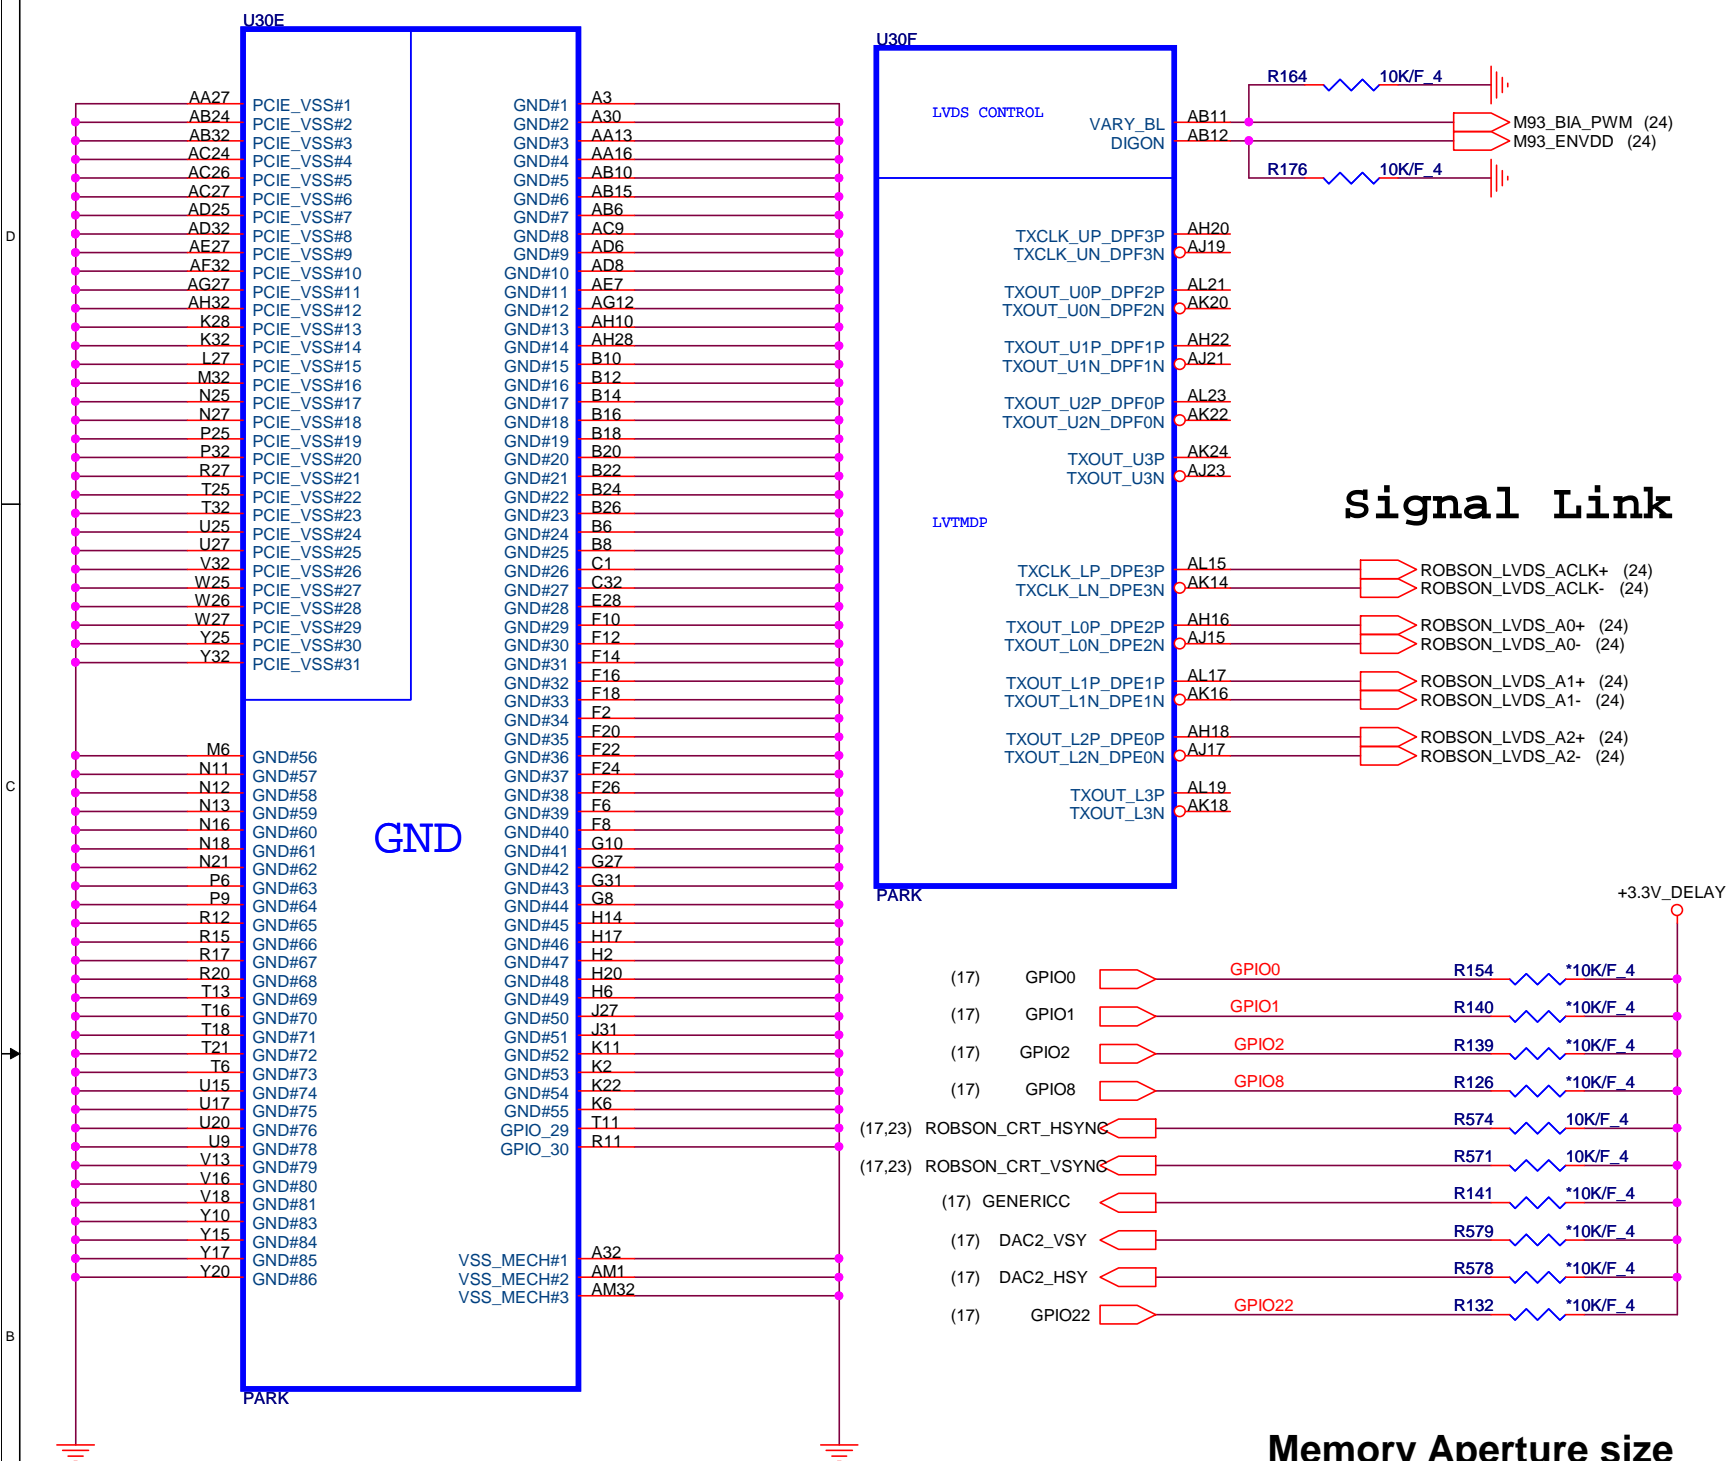 U30E
AA27 PCIE_VSS#1 GND#1 A3
AB24 PCIE_VSS#2 GND#2 A30
AB32 PCIE_VSS#3 GND#3 AA13
AC24 PCIE_VSS#4 GND#4 AA16
AC26 PCIE_VSS#5 GND#5 AB10
AC27 PCIE_VSS#6 GND#6 AB15
AD25 PCIE_VSS#7 GND#7 AB6
AD32 PCIE_VSS#8 GND#8 AC9
AE27 PCIE_VSS#9 GND#9 AD6
AF32 PCIE_VSS#10 GND#10 AD8
AG27 PCIE_VSS#11 GND#11 AE7
AH32 PCIE_VSS#12 GND#12 AG12
K28 PCIE_VSS#13 GND#13 AH10
K32 PCIE_VSS#14 GND#14 AH28
L27 PCIE_VSS#15 GND#15 B10
M32 PCIE_VSS#16 GND#16 B12
N25 PCIE_VSS#17 GND#17 B14
N27 PCIE_VSS#18 GND#18 B16
P25 PCIE_VSS#19 GND#19 B18
P32 PCIE_VSS#20 GND#20 B20
R27 PCIE_VSS#21 GND#21 B22
T25 PCIE_VSS#22 GND#22 B24
T32 PCIE_VSS#23 GND#23 B26
U25 PCIE_VSS#24 GND#24 B6
U27 PCIE_VSS#25 GND#25 B8
V32 PCIE_VSS#26 GND#26 C1
W25 PCIE_VSS#27 GND#27 C32
W26 PCIE_VSS#28 GND#28 E28
W27 PCIE_VSS#29 GND#29 F10
Y25 PCIE_VSS#30 GND#30 F12
Y32 PCIE_VSS#31 GND#31 F14
GND#32 F16
GND#33 F18
GND#34 F2
GND#35 F20
M6 GND#56 GND#36 F22
N11 GND#57 GND#37 F24
N12 GND#58 GND#38 F26
N13 GND#59 GND#39 F6
N16 GND#60 GND#40 F8
N18 GND#61 GND#41 G10
N21 GND#62 GND#42 G27
P6 GND#63 GND#43 G31
P9 GND#64 GND#44 G8
R12 GND#65 GND#45 H14
R15 GND#66 GND#46 H17
R17 GND#67 GND#47 H2
R20 GND#68 GND#48 H20
T13 GND#69 GND#49 H6
T16 GND#70 GND#50 J27
T18 GND#71 GND#51 J31
T21 GND#72 GND#52 K11
T6 GND#73 GND#53 K2
U15 GND#74 GND#54 K22
U17 GND#75 GND#55 K6
U20 GND#76 GPIO_29 T11
U9 GND#78 GPIO_30 R11
V13 GND#79
V16 GND#80
V18 GND#81
Y10 GND#83
Y15 GND#84
Y17 GND#85 VSS_MECH#1 A32
Y20 GND#86 VSS_MECH#2 AM1
VSS_MECH#3 AM32
GND
PARK
D
C
B
U30F
LVDS CONTROL
R164 10K/F_4
VARY_BL AB11 M93_BIA_PWM (24)
DIGON AB12 M93_ENVDD (24)
R176 10K/F_4
TXCLK_UP_DPF3P AH20
TXCLK_UN_DPF3N AJ19
TXOUT_U0P_DPF2P AL21
TXOUT_U0N_DPF2N AK20
TXOUT_U1P_DPF1P AH22
TXOUT_U1N_DPF1N AJ21
TXOUT_U2P_DPF0P AL23
TXOUT_U2N_DPF0N AK22
TXOUT_U3P AK24
TXOUT_U3N AJ23
Signal Link
LVTMDP
TXCLK_LP_DPE3P AL15 ROBSON_LVDS_ACLK+ (24)
TXCLK_LN_DPE3N AK14 ROBSON_LVDS_ACLK- (24)
TXOUT_L0P_DPE2P AH16 ROBSON_LVDS_A0+ (24)
TXOUT_L0N_DPE2N AJ15 ROBSON_LVDS_A0- (24)
TXOUT_L1P_DPE1P AL17 ROBSON_LVDS_A1+ (24)
TXOUT_L1N_DPE1N AK16 ROBSON_LVDS_A1- (24)
TXOUT_L2P_DPE0P AH18 ROBSON_LVDS_A2+ (24)
TXOUT_L2N_DPE0N AJ17 ROBSON_LVDS_A2- (24)
TXOUT_L3P AL19
TXOUT_L3N AK18
PARK
+3.3V_DELAY
(17) GPIO0 GPIO0 R154 *10K/F_4
(17) GPIO1 GPIO1 R140 *10K/F_4
(17) GPIO2 GPIO2 R139 *10K/F_4
(17) GPIO8 GPIO8 R126 *10K/F_4
(17,23) ROBSON_CRT_HSYNC R574 10K/F_4
(17,23) ROBSON_CRT_VSYNC R571 10K/F_4
(17) GENERICC R141 *10K/F_4
(17) DAC2_VSY R579 *10K/F_4
(17) DAC2_HSY R578 *10K/F_4
(17) GPIO22 GPIO22 R132 *10K/F_4
Memory Aperture size